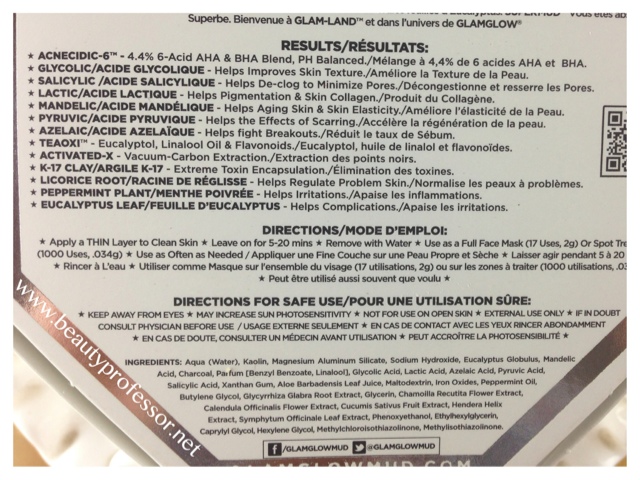 Superbe. Bienvenue à GLAM-LAND™ et dans l'univers de GLAMGLOW®
RESULTS/RÉSULTATS:
★ ACNECIDIC-6™ - 4.4% 6-Acid AHA & BHA Blend, PH Balanced./Mélange à 4,4% de 6 acides AHA et BHA.
★ GLYCOLIC/ACIDE GLYCOLIQUE - Helps Improves Skin Texture./Améliore la Texture de la Peau.
★ SALICYLIC /ACIDE SALICYLIQUE - Helps De-clog to Minimize Pores./Décongestionne et resserre les Pores.
★ LACTIC/ACIDE LACTIQUE - Helps Pigmentation & Skin Collagen./Produit du Collagène.
★ MANDELIC/ACIDE MANDÉLIQUE - Helps Aging Skin & Skin Elasticity./Améliore l'élasticité de la Peau.
★ PYRUVIC/ACIDE PYRUVIQUE - Helps the Effects of Scarring./Accélère la régénération de la peau.
★ AZELAIC/ACIDE AZELAÏQUE - Helps fight Breakouts./Réduit le taux de Sébum.
★ TEAOXI™ - Eucalyptol, Linalool Oil & Flavonoids./Eucalyptol, huile de linalol et flavonoïdes.
★ ACTIVATED-X - Vacuum-Carbon Extraction./Extraction des points noirs.
★ K-17 CLAY/ARGILE K-17 - Extreme Toxin Encapsulation./Élimination des toxines.
★ LICORICE ROOT/RACINE DE RÉGLISSE - Helps Regulate Problem Skin./Normalise les peaux à problèmes.
★ PEPPERMINT PLANT/MENTHE POIVRÉE - Helps Irritations./Apaise les inflammations.
★ EUCALYPTUS LEAF/FEUILLE D'EUCALYPTUS - Helps Complications./Apaise les irritations.
DIRECTIONS/MODE D'EMPLOI:
★ Apply a THIN Layer to Clean Skin ★ Leave on for 5-20 mins ★ Remove with Water ★ Use as a Full Face Mask (17 Uses, 2g) Or Spot Tre
(1000 Uses, .034g) ★ Use as Often as Needed / Appliquer une Fine Couche sur une Peau Propre et Sèche ★ Laisser agir pendant 5 à 20
★ Rincer à L'eau ★ Utiliser comme Masque sur l'ensemble du visage (17 utilisations, 2g) ou sur les zones à traiter (1000 utilisations, .03
★ Peut être utilisé aussi souvent que voulu ★
DIRECTIONS FOR SAFE USE/POUR UNE UTILISATION SÛRE:
★ KEEP AWAY FROM EYES ★ MAY INCREASE SUN PHOTOSENSITIVITY ★ NOT FOR USE ON OPEN SKIN ★ EXTERNAL USE ONLY ★ IF IN DOUBT
CONSULT PHYSICIAN BEFORE USE / USAGE EXTERNE SEULEMENT ★ EN CAS DE CONTACT AVEC LES YEUX RINCER ABONDAMMENT
★ EN CAS DE DOUTE, CONSULTER UN MÉDECIN AVANT UTILISATION ★ PEUT ACCROÎTRE LA PHOTOSENSIBILITÉ ★
INGREDIENTS: Aqua (Water), Kaolin, Magnesium Aluminum Silicate, Sodium Hydroxide, Eucalyptus Globulus, Mandelic
Acid, Charcoal, Parfum [Benzyl Benzoate, Linalool], Glycolic Acid, Lactic Acid, Azelaic Acid, Pyruvic Acid,
Salicylic Acid, Xanthan Gum, Aloe Barbadensis Leaf Juice, Maltodextrin, Iron Oxides, Peppermint Oil,
Butylene Glycol, Glycyrrhiza Glabra Root Extract, Glycerin, Chamomilla Recutita Flower Extract,
Calendula Officinalis Flower Extract, Cucumis Sativus Fruit Extract, Hendera Helix
Extract, Symphytum Officinale Leaf Extract, Phenoxyethanol, Ethylhexylglycerin,
Caprylyl Glycol, Hexylene Glycol, Methylchloroisothiazolinone, Methylisothiazolinone.
f /GLAMGLOWMUD @GLAMGLOWMUD
GLAMGLOWMUD.COM
www.beautyprofessor.net